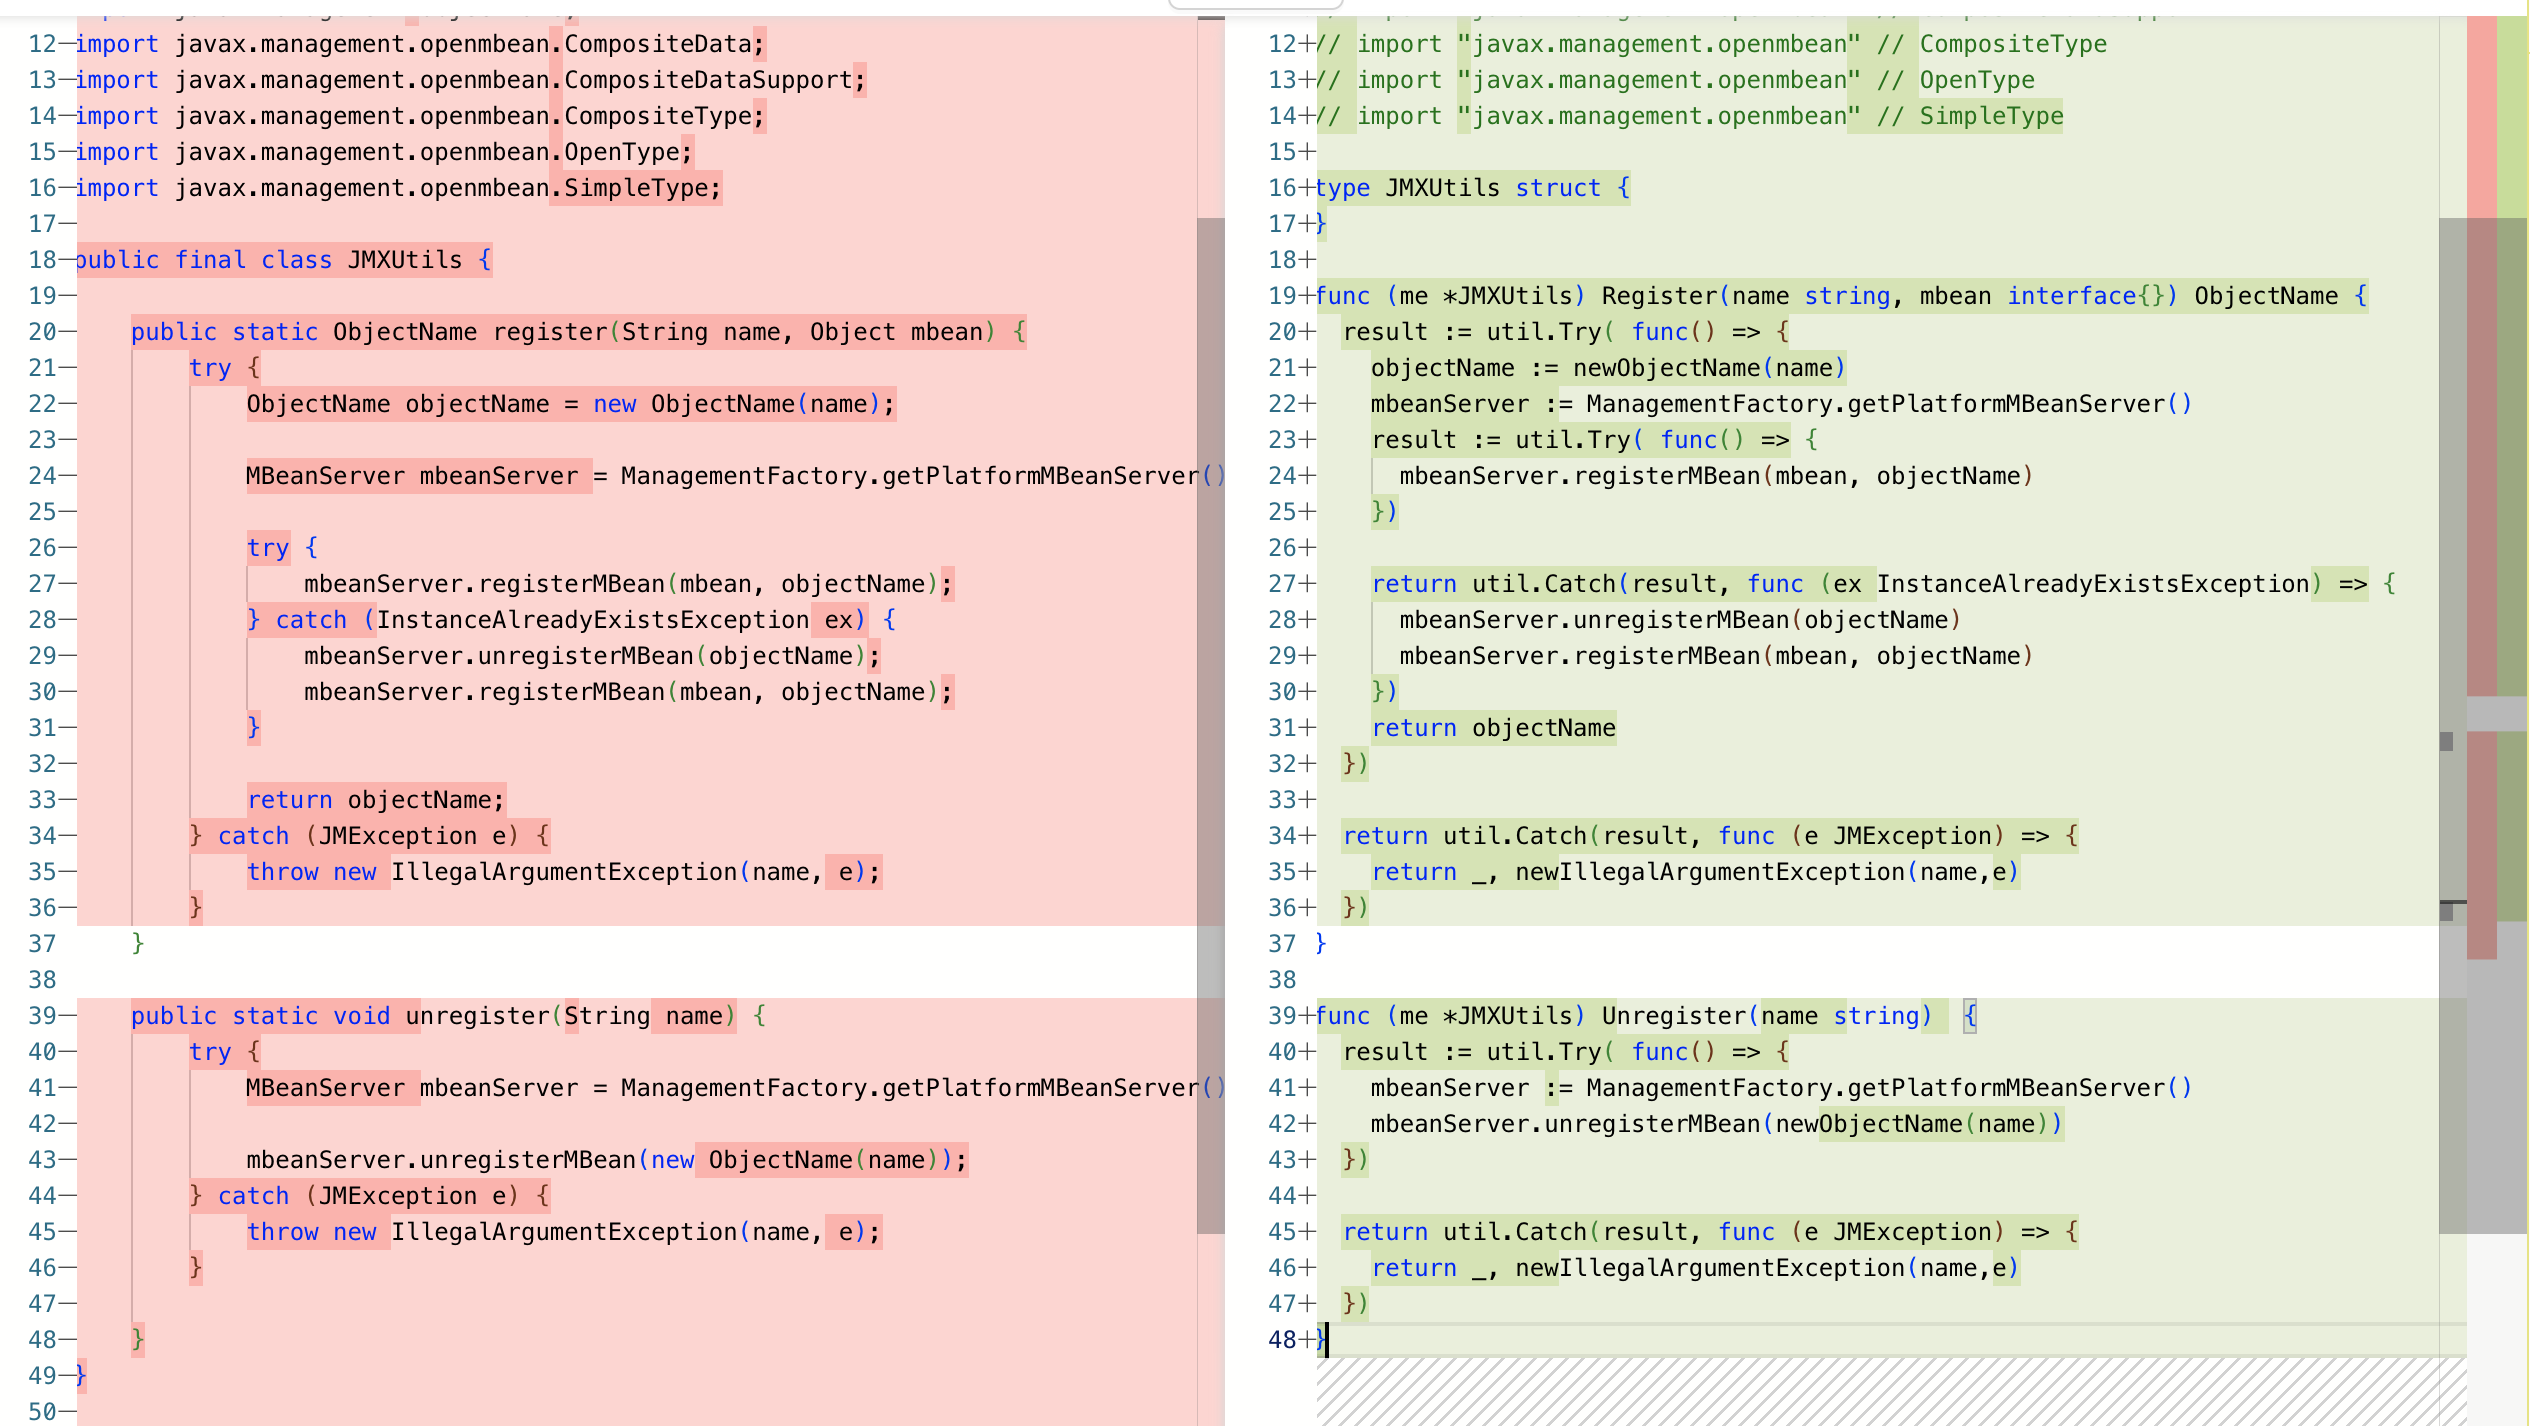 12—import javax.management.openmbean.CompositeData;
13—import javax.management.openmbean.CompositeDataSupport;
14—import javax.management.openmbean.CompositeType;
15—import javax.management.openmbean.OpenType;
16—import javax.management.openmbean.SimpleType;
17—
18—public final class JMXUtils {
19—
20—    public static ObjectName register(String name, Object mbean) {
21—        try {
22—            ObjectName objectName = new ObjectName(name);
23—
24—            MBeanServer mbeanServer = ManagementFactory.getPlatformMBeanServer()
25—
26—            try {
27—                mbeanServer.registerMBean(mbean, objectName);
28—            } catch (InstanceAlreadyExistsException ex) {
29—                mbeanServer.unregisterMBean(objectName);
30—                mbeanServer.registerMBean(mbean, objectName);
31—            }
32—
33—            return objectName;
34—        } catch (JMException e) {
35—            throw new IllegalArgumentException(name, e);
36—        }
37    }
38
39—    public static void unregister(String name) {
40—        try {
41—            MBeanServer mbeanServer = ManagementFactory.getPlatformMBeanServer()
42—
43—            mbeanServer.unregisterMBean(new ObjectName(name));
44—        } catch (JMException e) {
45—            throw new IllegalArgumentException(name, e);
46—        }
47—
48—    }
49—}
50—
12+// import "javax.management.openmbean" // CompositeType
13+// import "javax.management.openmbean" // OpenType
14+// import "javax.management.openmbean" // SimpleType
15+
16+type JMXUtils struct {
17+}
18+
19+func (me *JMXUtils) Register(name string, mbean interface{}) ObjectName {
20+  result := util.Try( func() => {
21+    objectName := newObjectName(name)
22+    mbeanServer := ManagementFactory.getPlatformMBeanServer()
23+    result := util.Try( func() => {
24+      mbeanServer.registerMBean(mbean, objectName)
25+    })
26+
27+    return util.Catch(result, func (ex InstanceAlreadyExistsException) => {
28+      mbeanServer.unregisterMBean(objectName)
29+      mbeanServer.registerMBean(mbean, objectName)
30+    })
31+    return objectName
32+  })
33+
34+  return util.Catch(result, func (e JMException) => {
35+    return _, newIllegalArgumentException(name,e)
36+  })
37 }
38
39+func (me *JMXUtils) Unregister(name string)  {
40+  result := util.Try( func() => {
41+    mbeanServer := ManagementFactory.getPlatformMBeanServer()
42+    mbeanServer.unregisterMBean(newObjectName(name))
43+  })
44+
45+  return util.Catch(result, func (e JMException) => {
46+    return _, newIllegalArgumentException(name,e)
47+  })
48+}